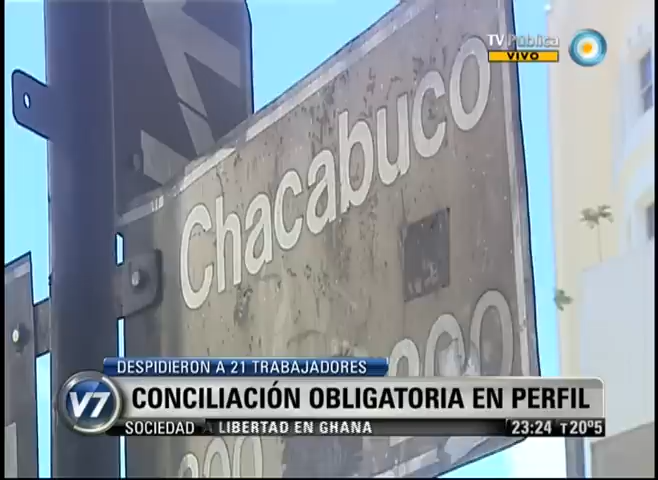 TV Pública
VIVO
Chacabuco
200
DESPIDIERON A 21 TRABAJADORES
V7
CONCILIACIÓN OBLIGATORIA EN PERFIL
SOCIEDAD
LIBERTAD EN GHANA
23:24 T20º5